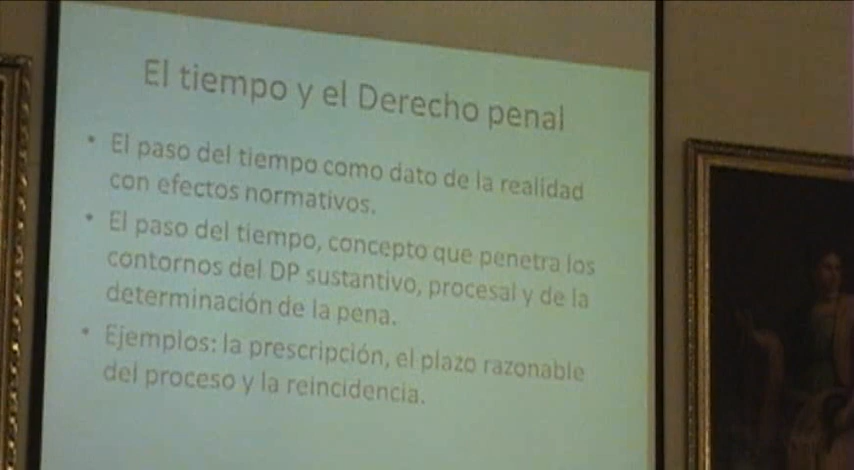 El tiempo y el Derecho penal
• El paso del tiempo como dato de la realidad
con efectos normativos.
• El paso del tiempo, concepto que penetra los
contornos del DP sustantivo, procesal y de la
determinación de la pena.
• Ejemplos: la prescripción, el plazo razonable
del proceso y la reincidencia.